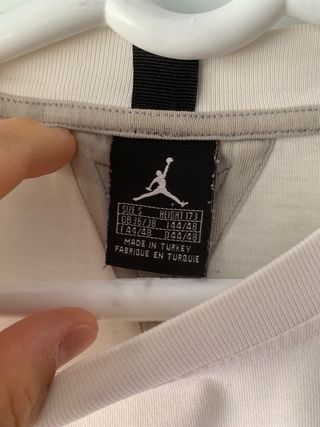 SIZE S HEIGHT 173
GB 36/38 I 44/48
F 44/48 D 44/48
MADE IN TURKEY
FABRIQUE EN TURQUIE